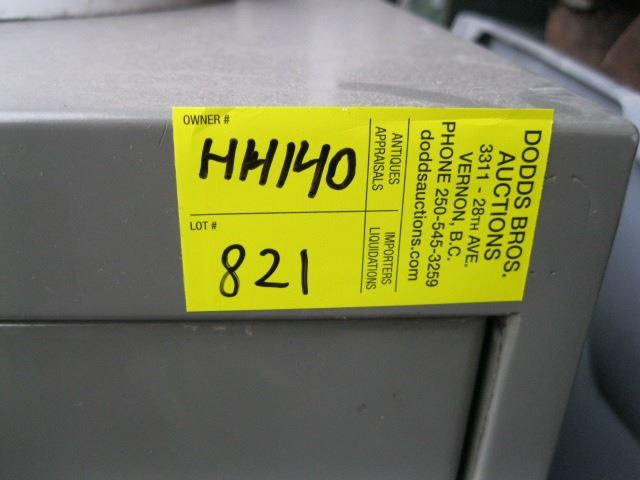 OWNER #
HH140
LOT #
821
ANTIQUES
APPRAISALS
IMPORTERS
LIQUIDATIONS
DODDS BROS.
AUCTIONS
3311 - 28TH AVE.
VERNON, B.C.
PHONE 250-545-3259
doddsauctions.com